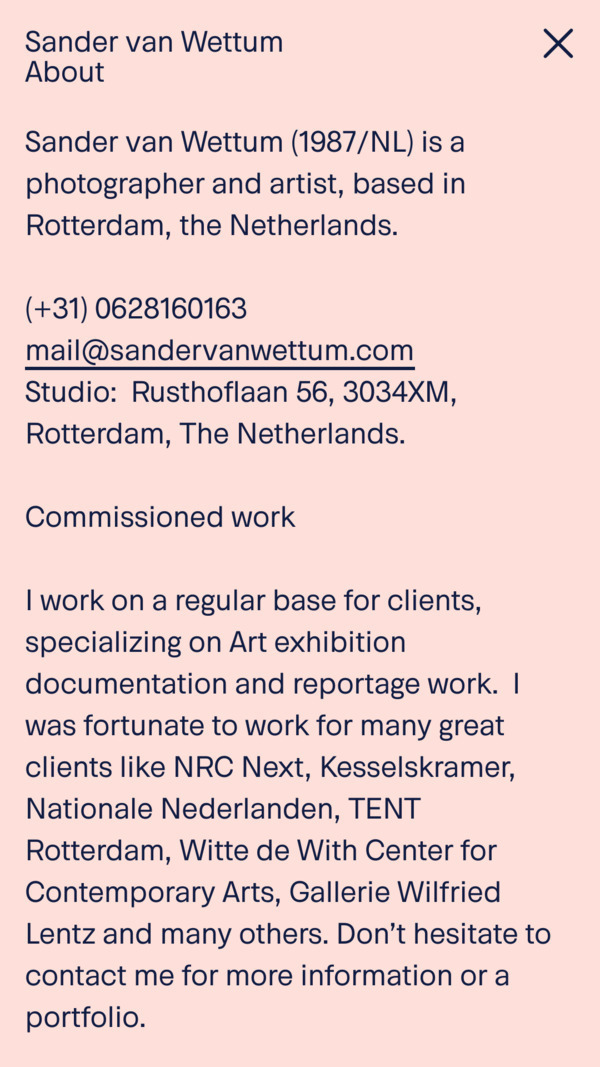 Sander van Wettum
About
Sander van Wettum (1987/NL) is a
photographer and artist, based in
Rotterdam, the Netherlands.
(+31) 0628160163
mail@sandervanwettum.com
Studio:  Rusthoflaan 56, 3034XM,
Rotterdam, The Netherlands.
Commissioned work
I work on a regular base for clients,
specializing on Art exhibition
documentation and reportage work.  I
was fortunate to work for many great
clients like NRC Next, Kesselskramer,
Nationale Nederlanden, TENT
Rotterdam, Witte de With Center for
Contemporary Arts, Gallerie Wilfried
Lentz and many others. Don’t hesitate to
contact me for more information or a
portfolio.